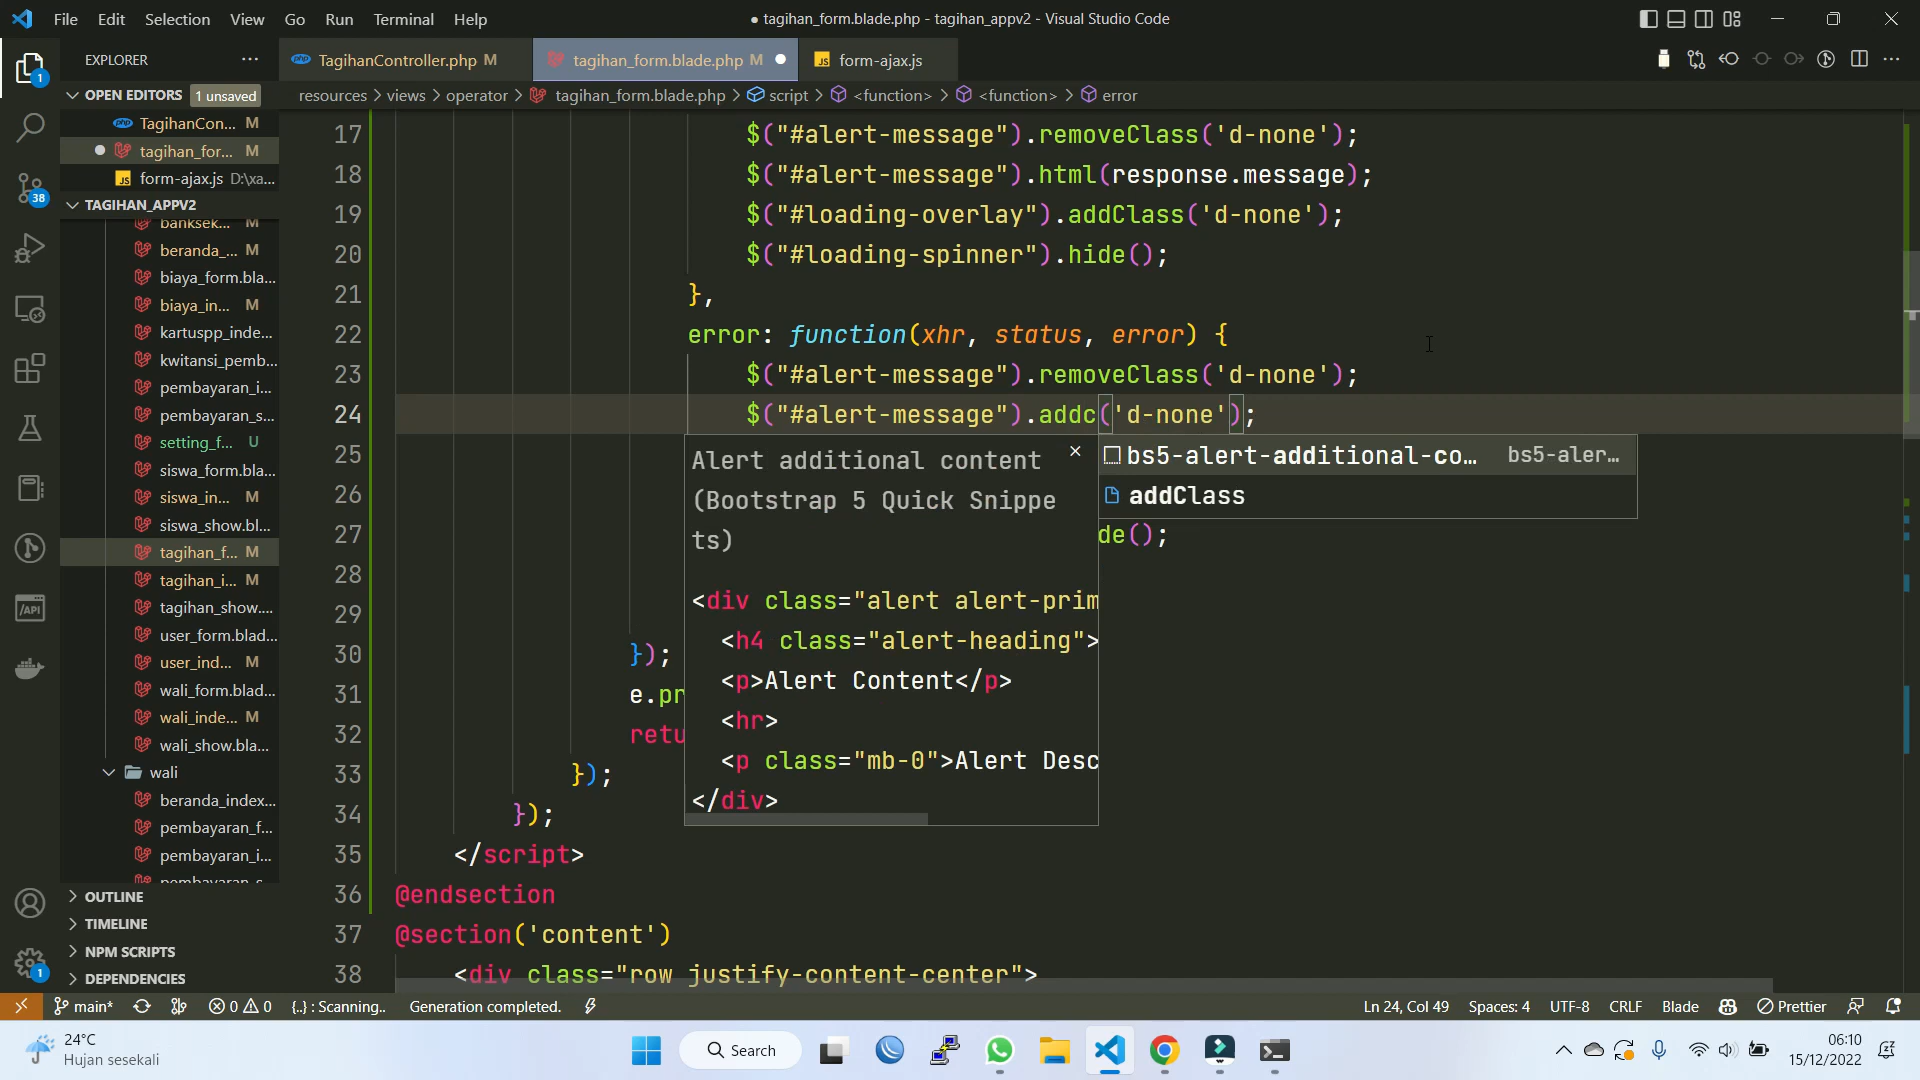 File Edit Selection View Go Run Terminal Help
● tagihan_form.blade.php - tagihan_appv2 - Visual Studio Code
EXPLORER
TagihanController.php M
tagihan_form.blade.php M
form-ajax.js
OPEN EDITORS 1 unsaved
resources > views > operator > tagihan_form.blade.php > script > <function> > <function> > error
TagihanCon... M
tagihan_for... M
form-ajax.js D:\xa...
TAGIHAN_APPV2
banksek... M
beranda_... M
biaya_form.bla...
biaya_in... M
kartuspp_inde...
kwitansi_pemb...
pembayaran_i...
pembayaran_s...
setting_f... U
siswa_form.bla...
siswa_in... M
siswa_show.bl...
tagihan_f... M
tagihan_i... M
tagihan_show....
user_form.blad...
user_ind... M
wali_form.blad...
wali_inde... M
wali_show.bla...
wali
beranda_index...
pembayaran_f...
pembayaran_i...
pembayaran_s...
OUTLINE
TIMELINE
NPM SCRIPTS
DEPENDENCIES
1
38
/API
1
17 $("#alert-message").removeClass('d-none');
18 $("#alert-message").html(response.message);
19 $("#loading-overlay").addClass('d-none');
20 $("#loading-spinner").hide();
21 },
22 error: function(xhr, status, error) {
23 $("#alert-message").removeClass('d-none');
24 $("#alert-message").addc('d-none');
25
26
27 de();
28
29
30 });
31 e.pr
32 retu
33 });
34 });
35 </script>
36 @endsection
37 @section('content')
38 <div class="row justify-content-center">
Alert additional content
(Bootstrap 5 Quick Snippe
ts)
<div class="alert alert-prim
<h4 class="alert-heading">
<p>Alert Content</p>
<hr>
<p class="mb-0">Alert Desc
</div>
bs5-alert-additional-co... bs5-aler...
addClass
main* 0 0 {..} : Scanning.. Generation completed.
Ln 24, Col 49 Spaces: 4 UTF-8 CRLF Blade Prettier
24°C
Hujan sesekali
Search
06:10
15/12/2022